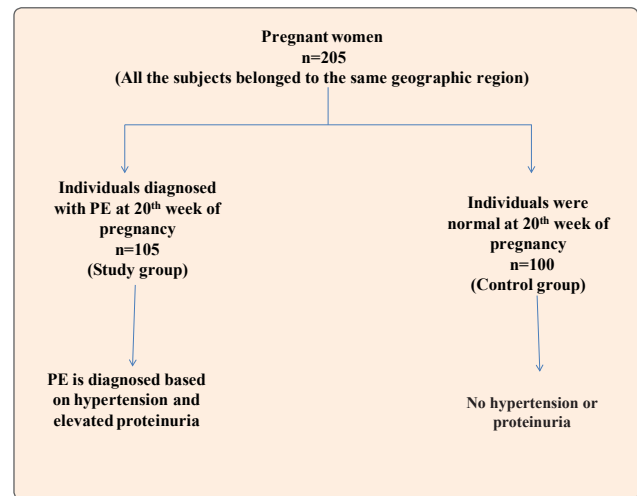 Pregnant women
n=205
(All the subjects belonged to the same geographic region)
Individuals diagnosed
with PE at 20th week of
pregnancy
n=105
(Study group)
Individuals were
normal at 20th week of
pregnancy
n=100
(Control group)
PE is diagnosed based
on hypertension and
elevated proteinuria
No hypertension or
proteinuria